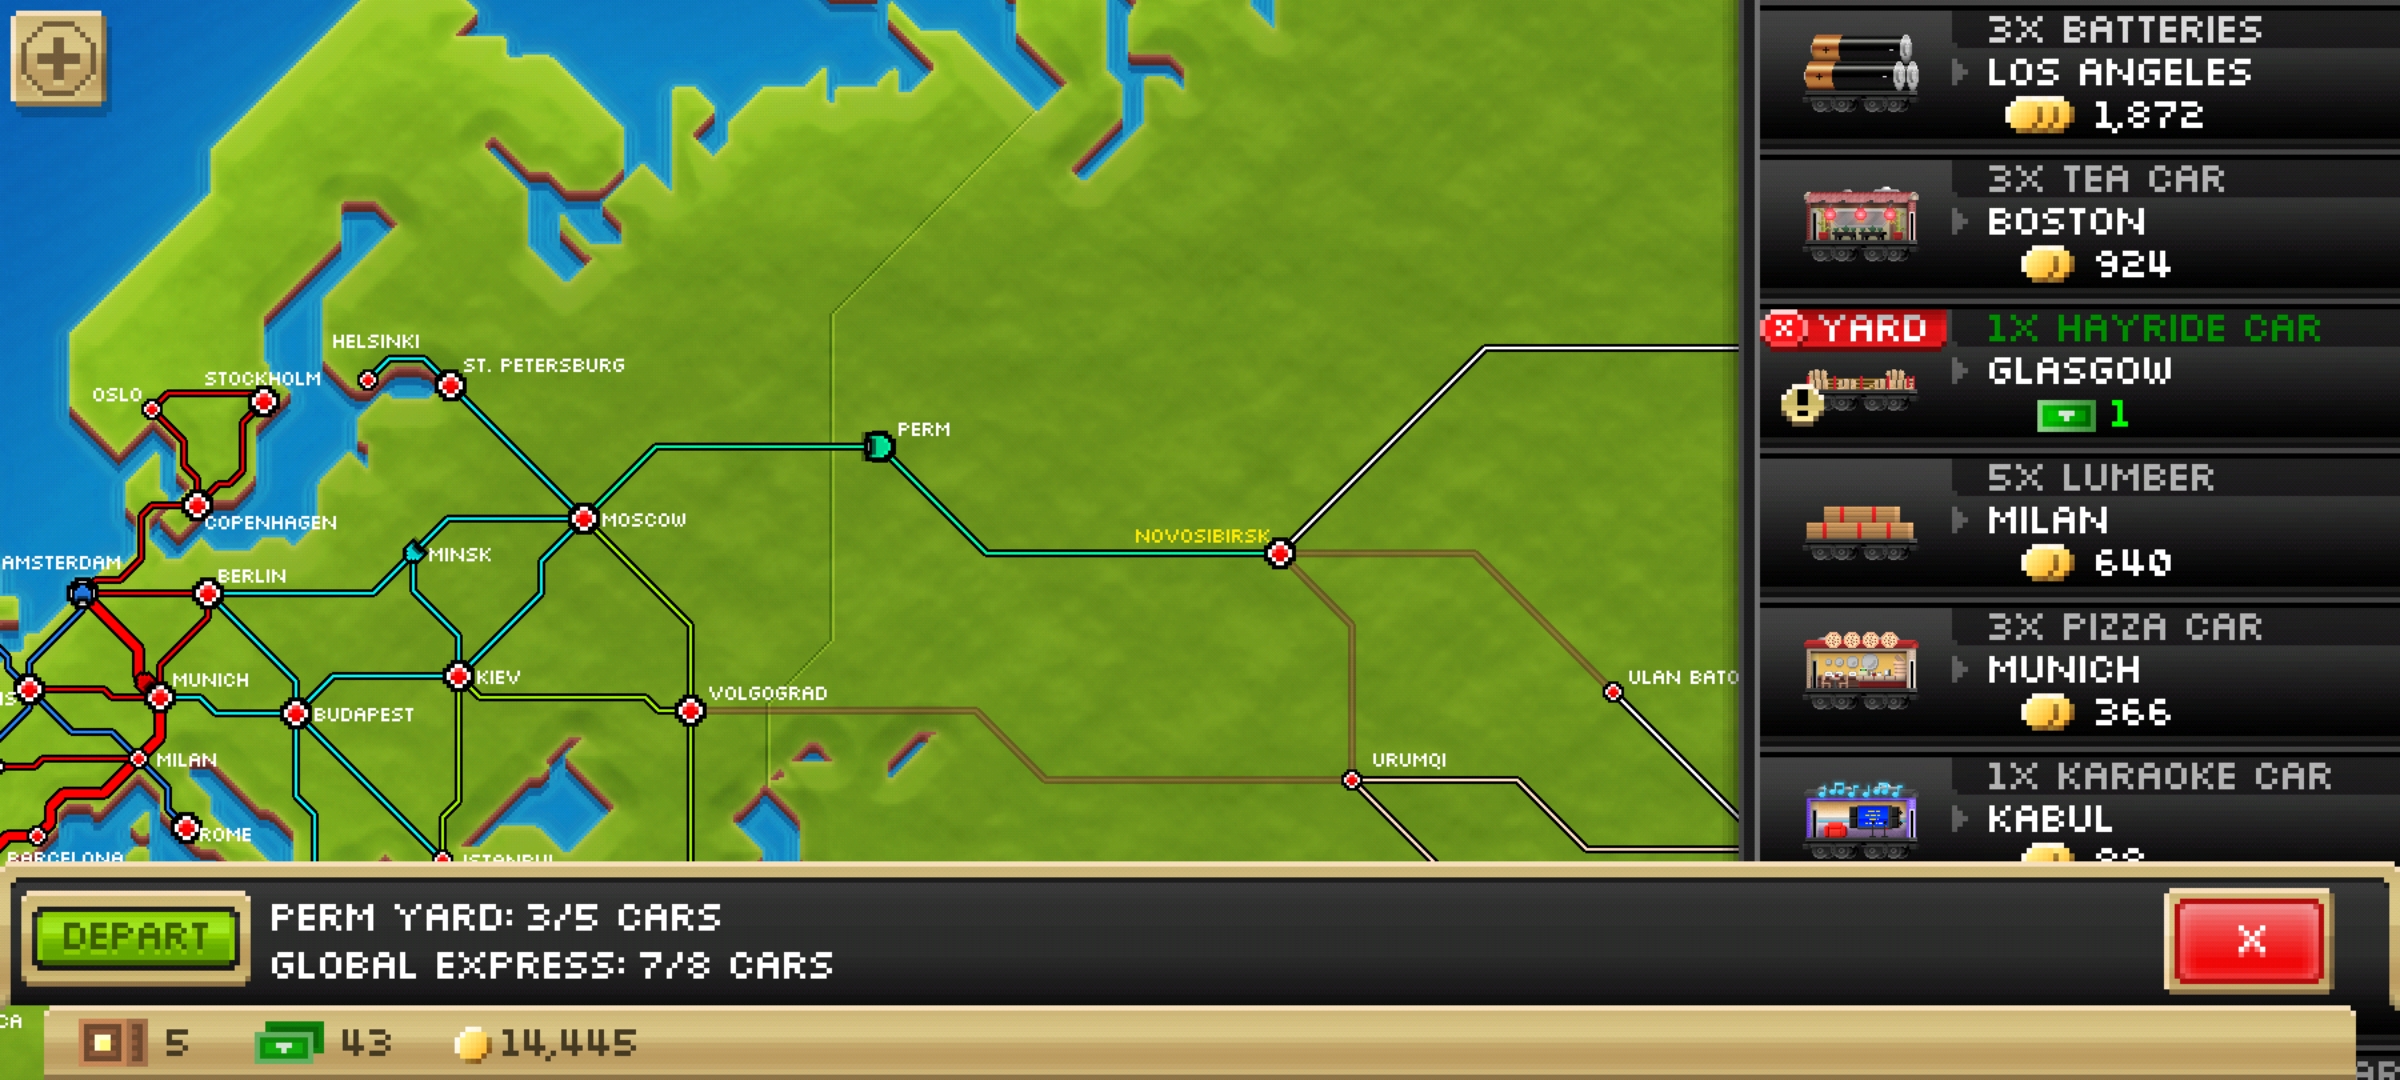 HELSINKI
ST. PETERSBURG
STOCKHOLM
OSLO
PERM
COPENHAGEN
MOSCOW
NOVOSIBIRSK
MINSK
AMSTERDAM
BERLIN
MUNICH
KIEV
ULAN BATO
VOLGOGRAD
BUDAPEST
MILAN
URUMQI
ROME
BARCELONA
ISTANBUL
3X BATTERIES
LOS ANGELES
1,872
3X TEA CAR
BOSTON
924
X YARD
1X HAYRIDE CAR
GLASGOW
1
5X LUMBER
MILAN
640
3X PIZZA CAR
MUNICH
366
1X KARAOKE CAR
KABUL
DEPART
PERM YARD: 3/5 CARS
GLOBAL EXPRESS: 7/8 CARS
X
CA
5
43
14,445